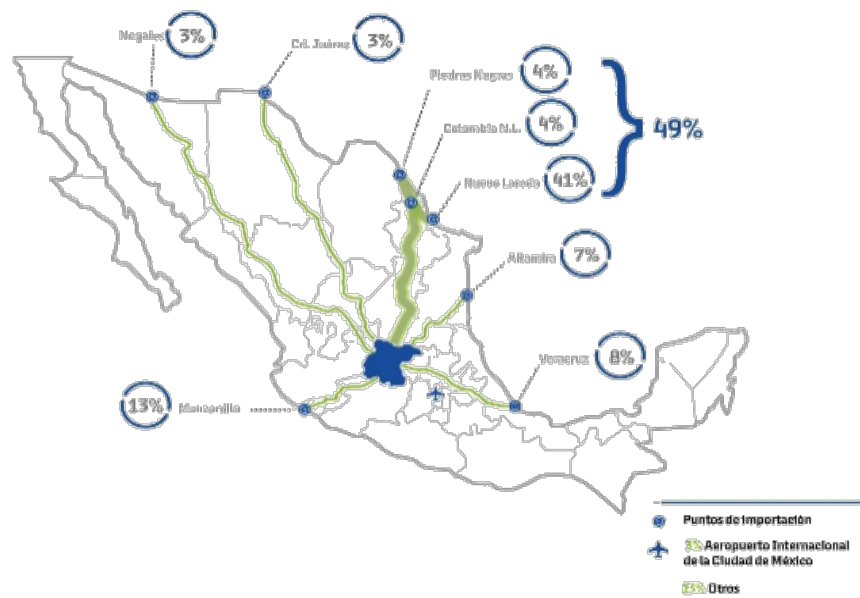 Nogales 3%
Cd. Juárez 3%
Piedras Negras 4%
Colombia N.L. 4%
49%
Nuevo Laredo 41%
Altamira 7%
Veracruz 8%
13% Manzanillo
Puntos de importación
3% Aeropuerto Internacional
de la Ciudad de México
Otros